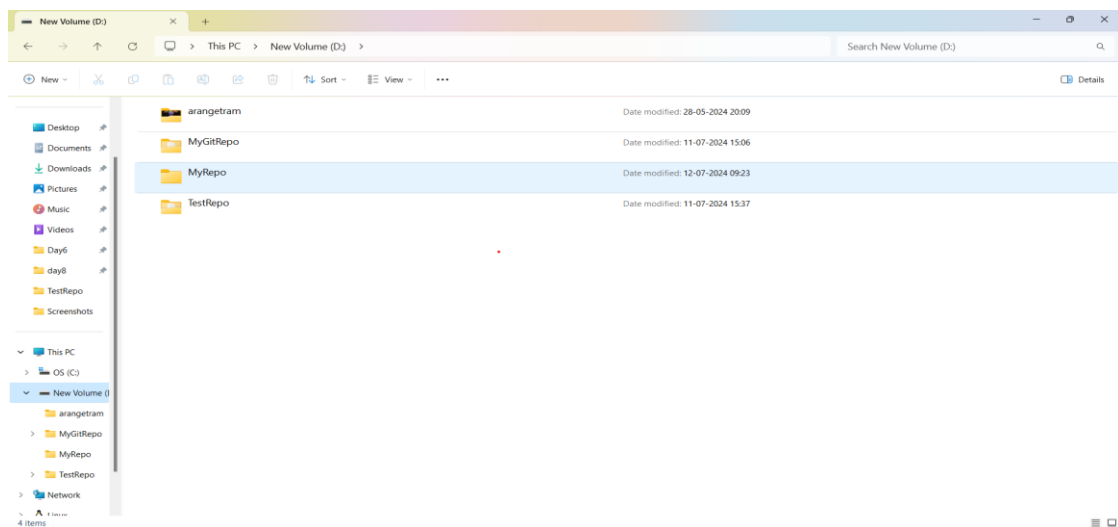 New Volume (D:)
This PC > New Volume (D:) >
Search New Volume (D:)
New
Sort
View
Details
Desktop
Documents
Downloads
Pictures
Music
Videos
Day6
day8
TestRepo
Screenshots
This PC
OS (C:)
New Volume (
arangetram
MyGitRepo
MyRepo
TestRepo
Network
Linux
arangetram Date modified: 28-05-2024 20:09
MyGitRepo Date modified: 11-07-2024 15:06
MyRepo Date modified: 12-07-2024 09:23
TestRepo Date modified: 11-07-2024 15:37
4 items